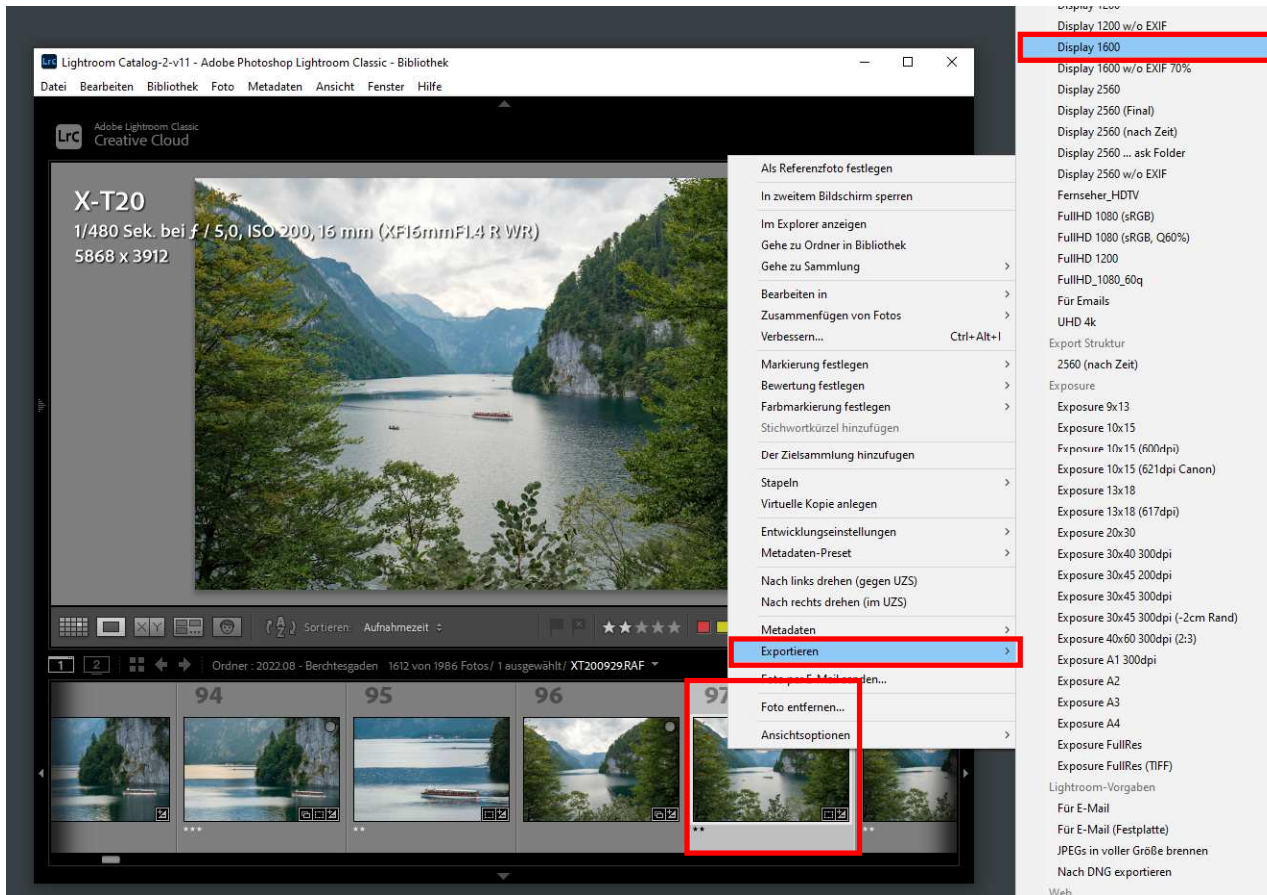 Lrc Lightroom Catalog-2-v11 - Adobe Photoshop Lightroom Classic - Bibliothek
Datei Bearbeiten Bibliothek Foto Metadaten Ansicht Fenster Hilfe
Lrc Adobe Lightroom Classic
Creative Cloud
X-T20
1/480 Sek. bei ƒ / 5,0, ISO 200, 16 mm (XF16mmF1.4 R WR)
5868 x 3912
Sortieren: Aufnahmezeit
1 2 Ordner : 2022.08 - Berchtesgaden 1612 von 1986 Fotos/ 1 ausgewählt/ XT200929.RAF
94 95 96 97
Als Referenzfoto festlegen
In zweitem Bildschirm sperren
Im Explorer anzeigen
Gehe zu Ordner in Bibliothek
Gehe zu Sammlung
Bearbeiten in
Zusammenfügen von Fotos
Verbessern... Ctrl+Alt+I
Markierung festlegen
Bewertung festlegen
Farbmarkierung festlegen
Stichwortkürzel hinzufügen
Der Zielsammlung hinzufugen
Stapeln
Virtuelle Kopie anlegen
Entwicklungseinstellungen
Metadaten-Preset
Nach links drehen (gegen UZS)
Nach rechts drehen (im UZS)
Metadaten
Exportieren
Foto per E-Mail senden...
Foto entfernen...
Ansichtsoptionen
Display 1200
Display 1200 w/o EXIF
Display 1600
Display 1600 w/o EXIF 70%
Display 2560
Display 2560 (Final)
Display 2560 (nach Zeit)
Display 2560 ... ask Folder
Display 2560 w/o EXIF
Fernseher_HDTV
FullHD 1080 (sRGB)
FullHD 1080 (sRGB, Q60%)
FullHD 1200
FullHD_1080_60q
Für Emails
UHD 4k
Export Struktur
2560 (nach Zeit)
Exposure
Exposure 9x13
Exposure 10x15
Exposure 10x15 (600dpi)
Exposure 10x15 (621dpi Canon)
Exposure 13x18
Exposure 13x18 (617dpi)
Exposure 20x30
Exposure 30x40 300dpi
Exposure 30x45 200dpi
Exposure 30x45 300dpi
Exposure 30x45 300dpi (-2cm Rand)
Exposure 40x60 300dpi (2:3)
Exposure A1 300dpi
Exposure A2
Exposure A3
Exposure A4
Exposure FullRes
Exposure FullRes (TIFF)
Lightroom-Vorgaben
Für E-Mail
Für E-Mail (Festplatte)
JPEGs in voller Größe brennen
Nach DNG exportieren
Web